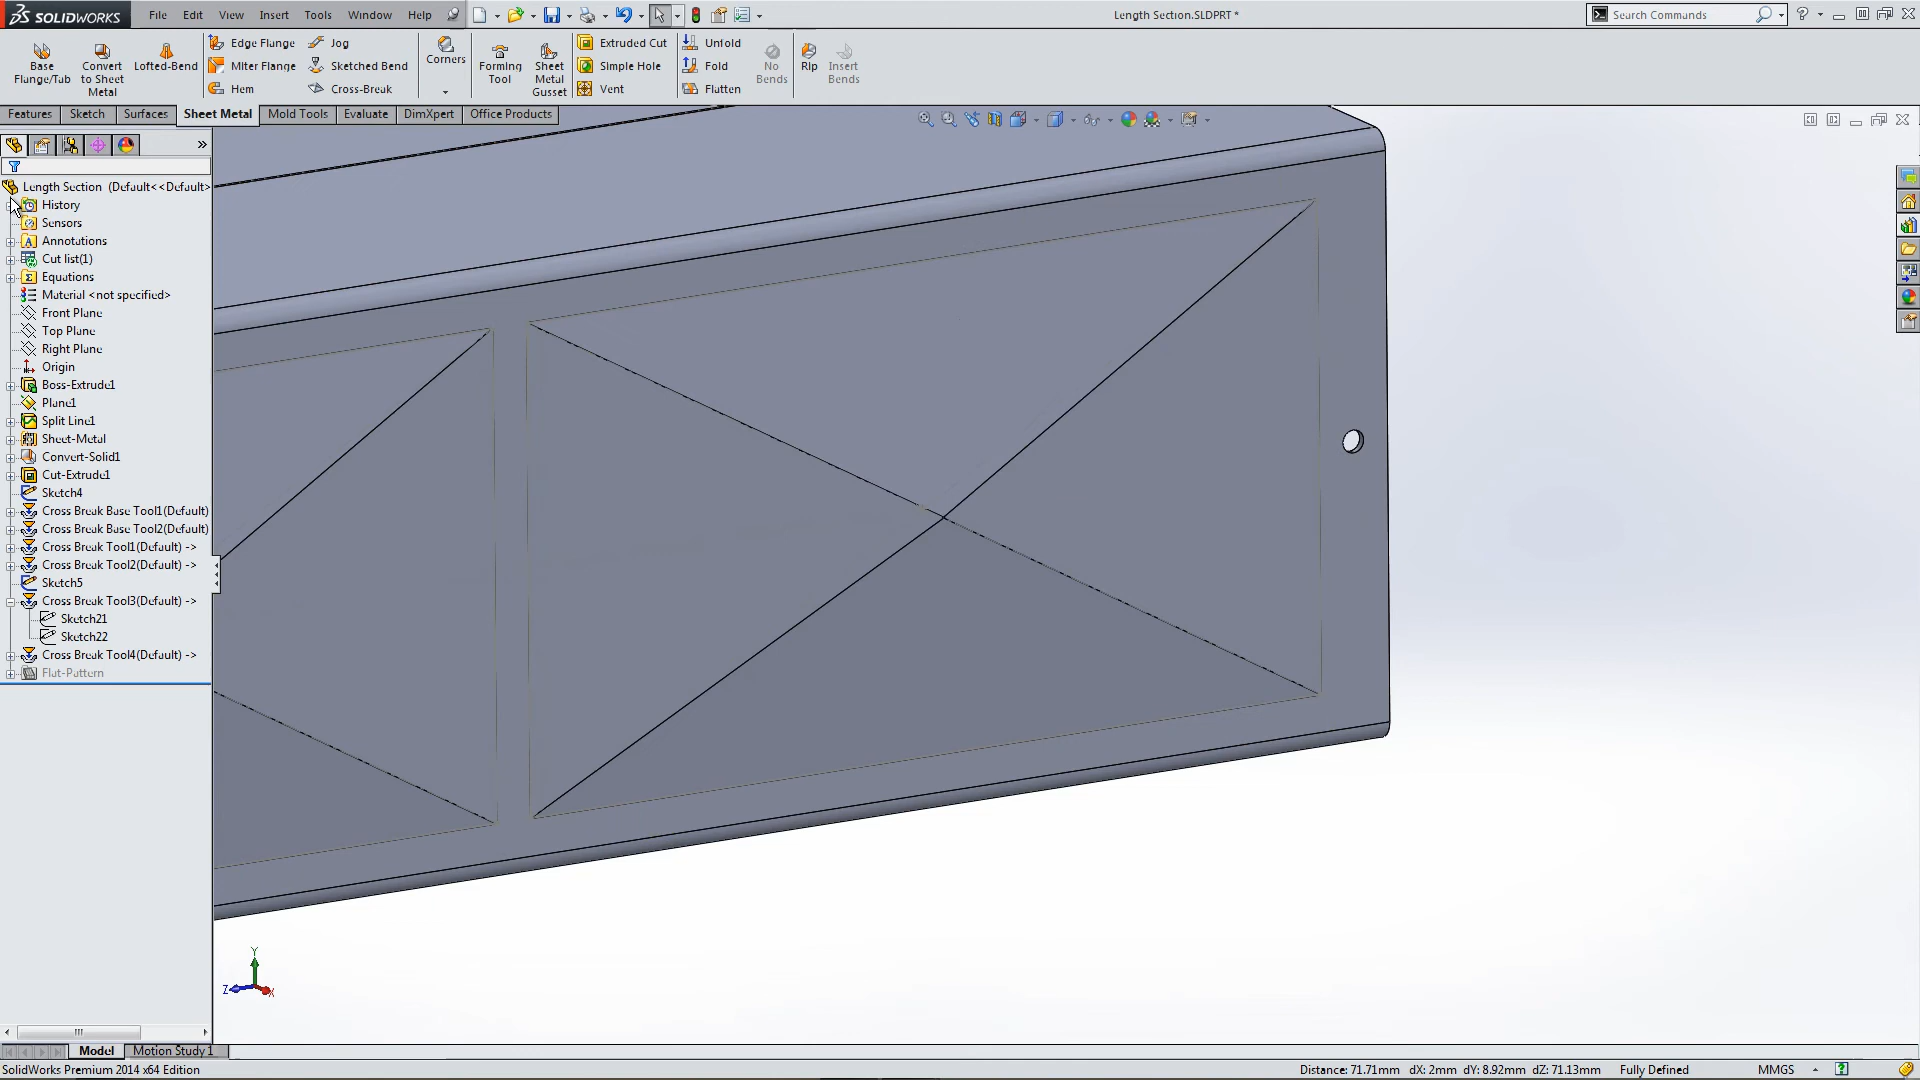 SOLIDWORKS File Edit View Insert Tools Window Help Length Section.SLDPRT * Search Commands
Base Flange/Tub
Convert to Sheet Metal
Lofted-Bend
Edge Flange
Miter Flange
Hem
Jog
Sketched Bend
Cross-Break
Corners
Forming Tool
Sheet Metal Gusset
Extruded Cut
Simple Hole
Vent
Unfold
Fold
Flatten
No Bends
Rip
Insert Bends
Features Sketch Surfaces Sheet Metal Mold Tools Evaluate DimXpert Office Products
Length Section (Default<<Default>
History
Sensors
Annotations
Cut list(1)
Equations
Material <not specified>
Front Plane
Top Plane
Right Plane
Origin
Boss-Extrude1
Plane1
Split Line1
Sheet-Metal
Convert-Solid1
Cut-Extrude1
Sketch4
Cross Break Base Tool1(Default)
Cross Break Base Tool2(Default)
Cross Break Tool1(Default) ->
Cross Break Tool2(Default) ->
Sketch5
Cross Break Tool3(Default) ->
Sketch21
Sketch22
Cross Break Tool4(Default) ->
Flat-Pattern
Y
Z X
Model Motion Study 1
SolidWorks Premium 2014 x64 Edition Distance: 71.71mm dX: 2mm dY: 8.92mm dZ: 71.13mm Fully Defined MMGS